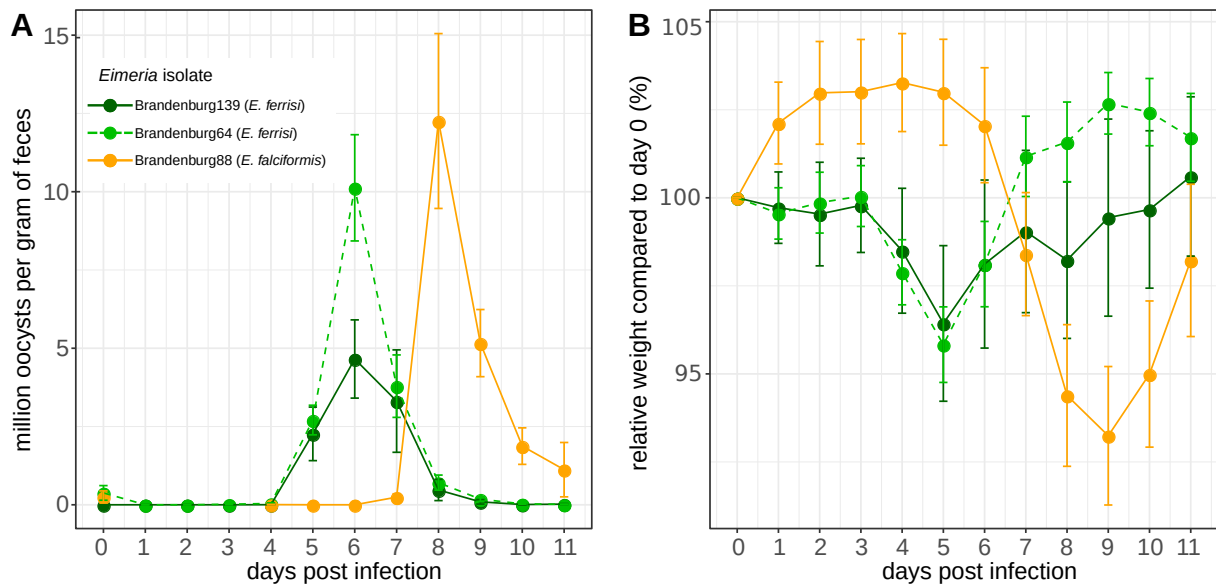 A
million oocysts per gram of feces
15
10
5
0
Eimeria isolate
Brandenburg139 (E. ferrisi)
Brandenburg64 (E. ferrisi)
Brandenburg88 (E. falciformis)
0 1 2 3 4 5 6 7 8 9 10 11
days post infection
B
relative weight compared to day 0 (%)
105
100
95
0 1 2 3 4 5 6 7 8 9 10 11
days post infection